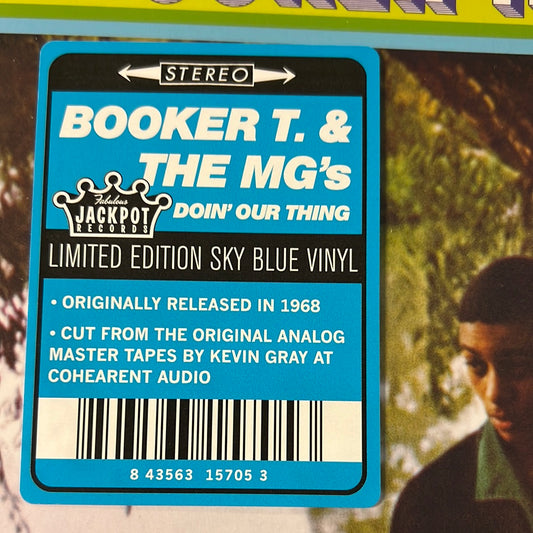 STEREO
BOOKER T. &
THE MG's
Fabulous
JACKPOT
RECORDS
DOIN' OUR THING
LIMITED EDITION SKY BLUE VINYL
• ORIGINALLY RELEASED IN 1968
• CUT FROM THE ORIGINAL ANALOG
MASTER TAPES BY KEVIN GRAY AT
COHEARENT AUDIO
8 43563 15705 3